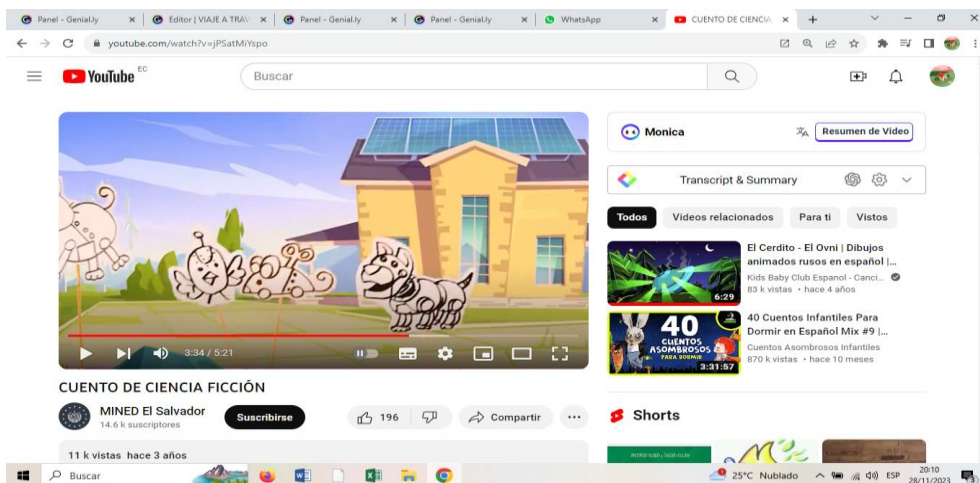 Panel - Genial.ly
Editor | VIAJE A TRAV
Panel - Genial.ly
Panel - Genial.ly
WhatsApp
CUENTO DE CIENCIA
youtube.com/watch?v=jPSatMiYspo
YouTube EC
Buscar
Monica
Resumen de Video
Transcript & Summary
Todos
Videos relacionados
Para ti
Vistos
El Cerdito - El Ovni | Dibujos
animados rusos en español |...
Kids Baby Club Espanol - Canci...
83 k vistas • hace 4 años
6:29
40 Cuentos Infantiles Para
Dormir en Español Mix #9 |...
Cuentos Asombrosos Infantiles
870 k vistas • hace 10 meses
40
CUENTOS
ASOMBROSOS
PARA DORMIR
3:31:57
3:34 / 5:21
CUENTO DE CIENCIA FICCIÓN
MINED El Salvador
14.6 k suscriptores
Suscribirse
196
Compartir
Shorts
11 k vistas hace 3 años
Buscar
25°C Nublado
ESP
20:10
28/11/2023